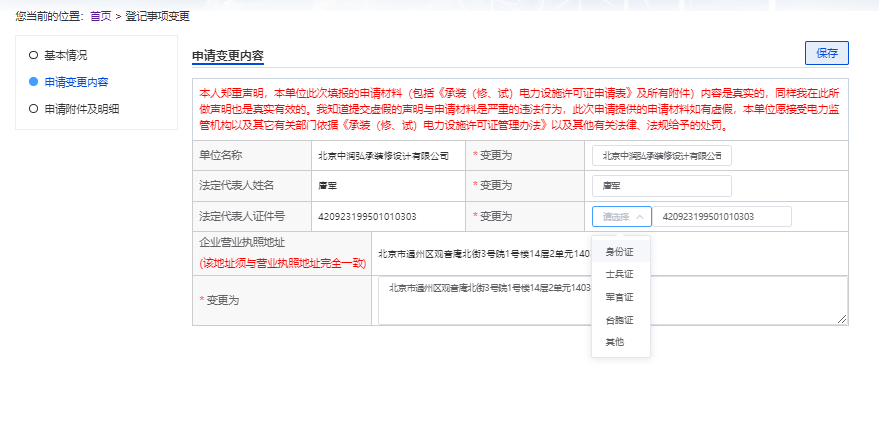 您当前的位置：首页 > 登记事项变更
基本情况
申请变更内容
申请附件及明细
申请变更内容
保存
本人郑重声明，本单位此次填报的申请材料（包括《承装（修、试）电力设施许可证申请表》及所有附件）内容是真实的，同样我在此所
做声明也是真实有效的。我知道提交虚假的声明与申请材料是严重的违法行为，此次申请提供的申请材料如有虚假，本单位愿接受电力监
管机构以及其它有关部门依据《承装（修、试）电力设施许可证管理办法》以及其他有关法律、法规给予的处罚。
单位名称 北京中润弘承装修设计有限公司 * 变更为 北京中润弘承装修设计有限公司
法定代表人姓名 唐军 * 变更为 唐军
法定代表人证件号 420923199501010303 * 变更为 请选择 420923199501010303
企业营业执照地址
(该地址须与营业执照地址完全一致)
北京市通州区观音庵北街3号院1号楼14层2单元1403
* 变更为 北京市通州区观音庵北街3号院1号楼14层2单元1403
身份证
士兵证
军官证
台胞证
其他